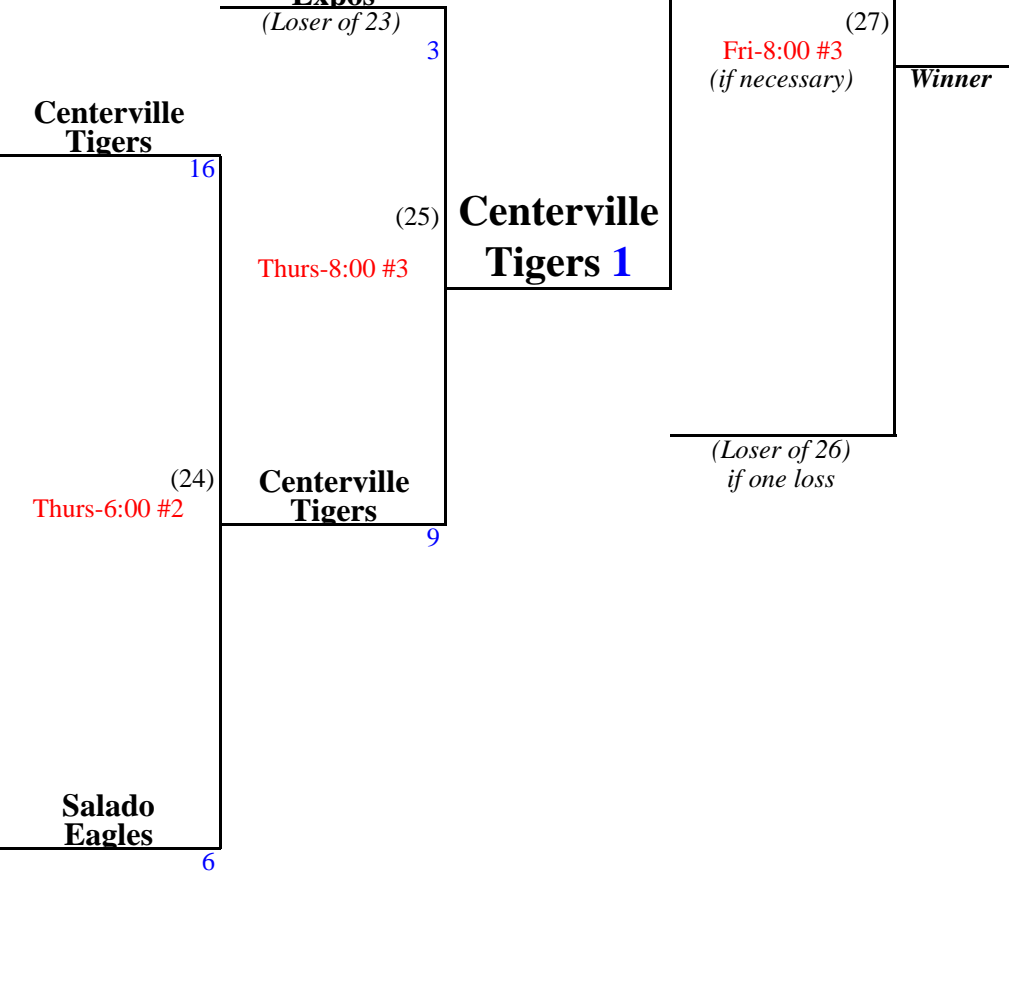 Expos
(Loser of 23)
3
(27)
Fri-8:00 #3
(if necessary)
Winner
Centerville
Tigers
16
(25)
Thurs-8:00 #3
Centerville
Tigers 1
(Loser of 26)
if one loss
(24)
Thurs-6:00 #2
Centerville
Tigers
9
Salado
Eagles
6